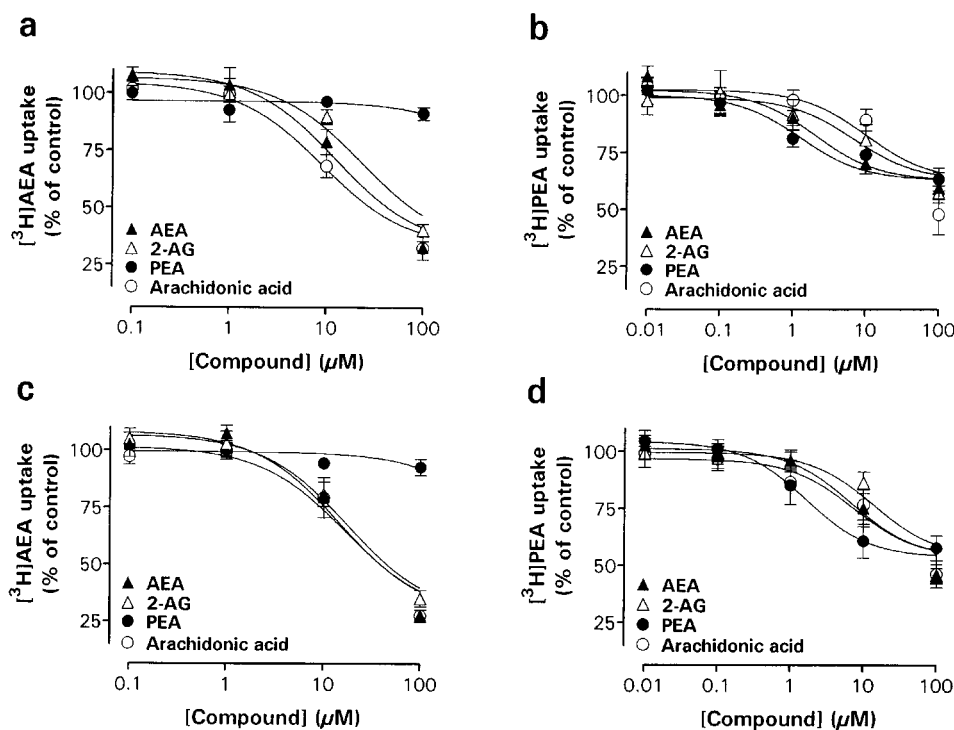 a
[³H]AEA uptake
(% of control)
100
75
50
25
AEA
2-AG
PEA
Arachidonic acid
0.1 1 10 100
[Compound] (μM)
b
[³H]PEA uptake
(% of control)
100
75
50
25
AEA
2-AG
PEA
Arachidonic acid
0.01 0.1 1 10 100
[Compound] (μM)
c
[³H]AEA uptake
(% of control)
100
75
50
25
AEA
2-AG
PEA
Arachidonic acid
0.1 1 10 100
[Compound] (μM)
d
[³H]PEA uptake
(% of control)
100
75
50
25
AEA
2-AG
PEA
Arachidonic acid
0.01 0.1 1 10 100
[Compound] (μM)